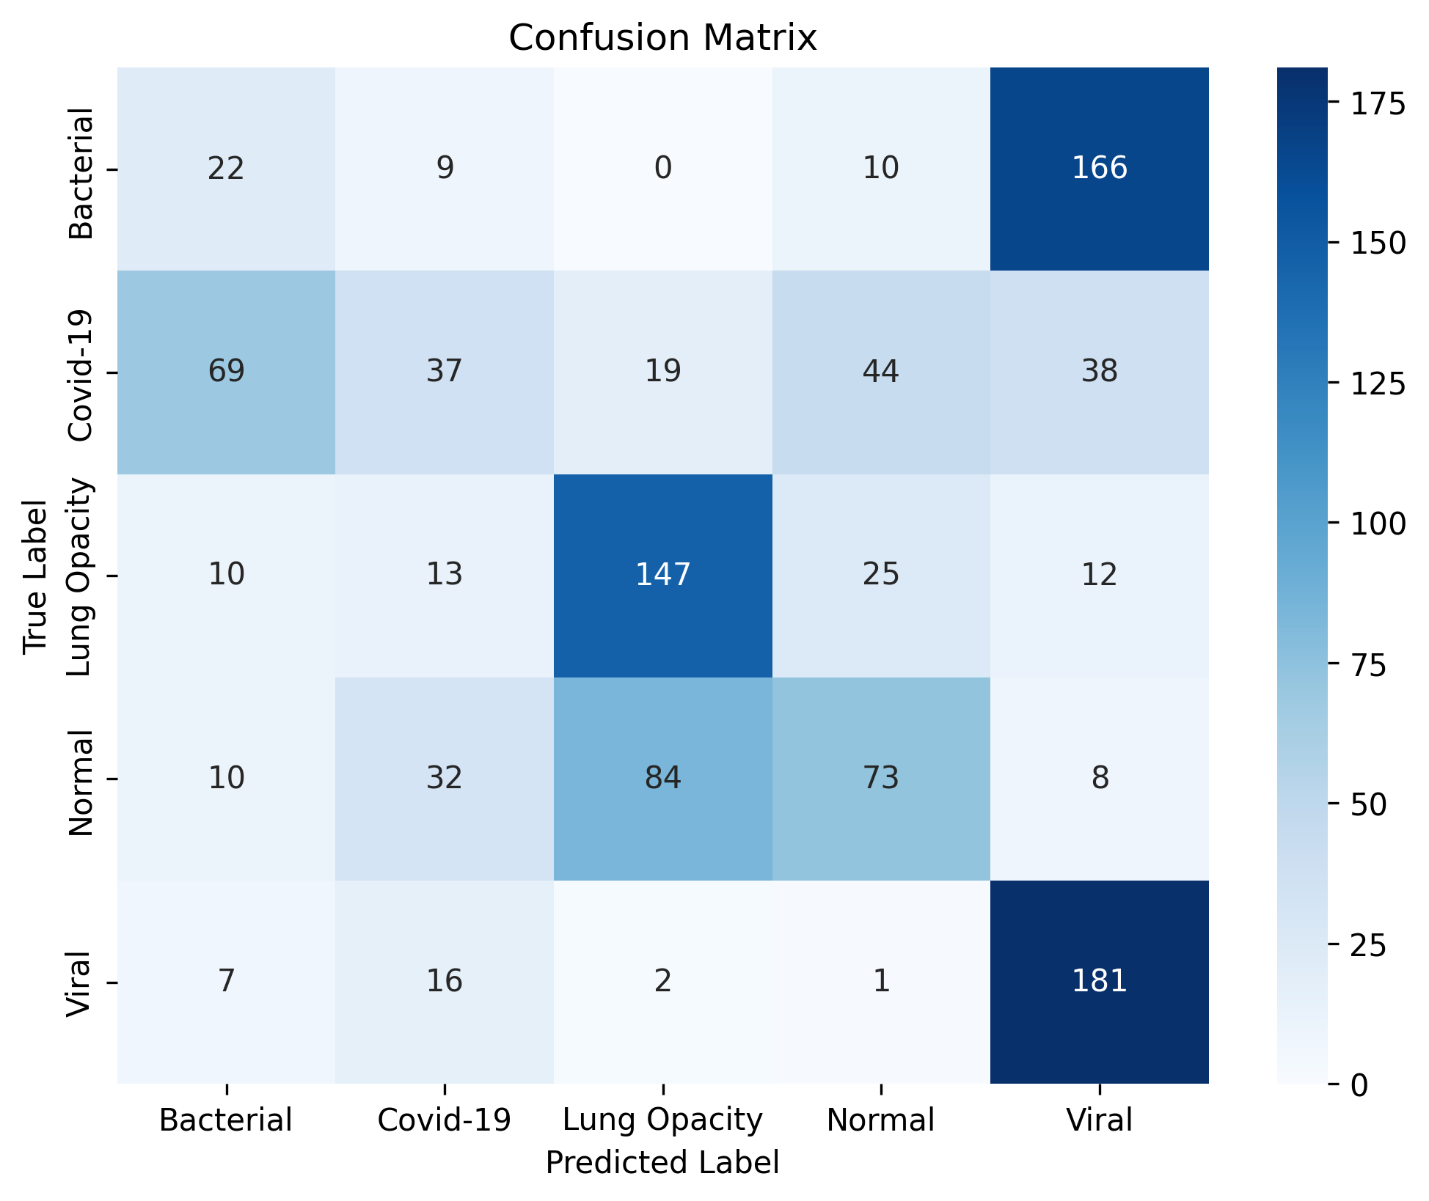 Confusion Matrix
True Label
Bacterial 22 9 0 10 166
Covid-19 69 37 19 44 38
Lung Opacity 10 13 147 25 12
Normal 10 32 84 73 8
Viral 7 16 2 1 181
Bacterial Covid-19 Lung Opacity Normal Viral
Predicted Label
175
150
125
100
75
50
25
0